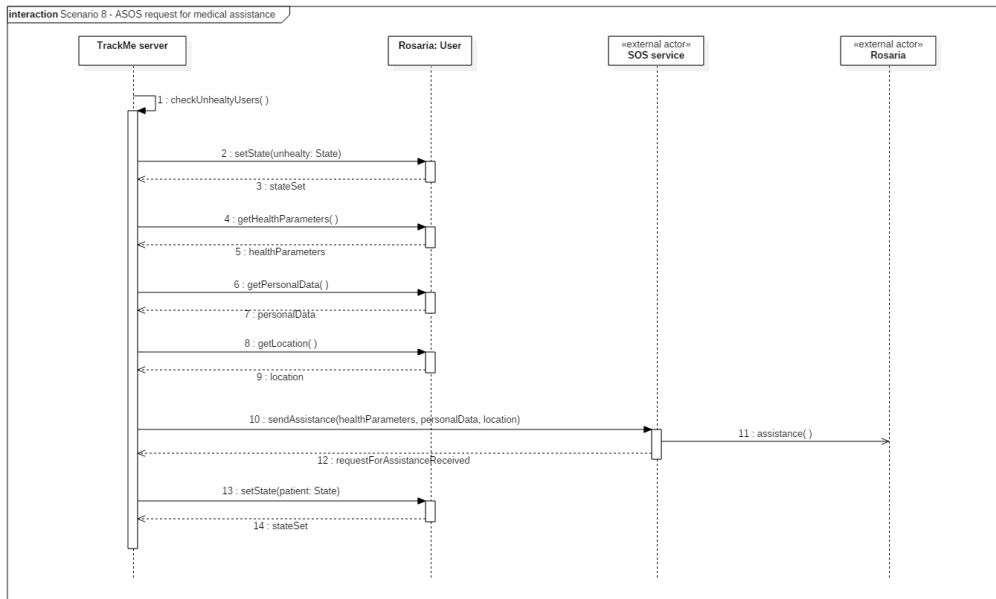 interaction Scenario 8 - ASOS request for medical assistance
TrackMe server
Rosaria: User
«external actor»
SOS service
«external actor»
Rosaria
1 : checkUnhealtyUsers( )
2 : setState(unhealty: State)
3 : stateSet
4 : getHealthParameters( )
5 : healthParameters
6 : getPersonalData( )
7 : personalData
8 : getLocation( )
9 : location
10 : sendAssistance(healthParameters, personalData, location)
11 : assistance( )
12 : requestForAssistanceReceived
13 : setState(patient: State)
14 : stateSet